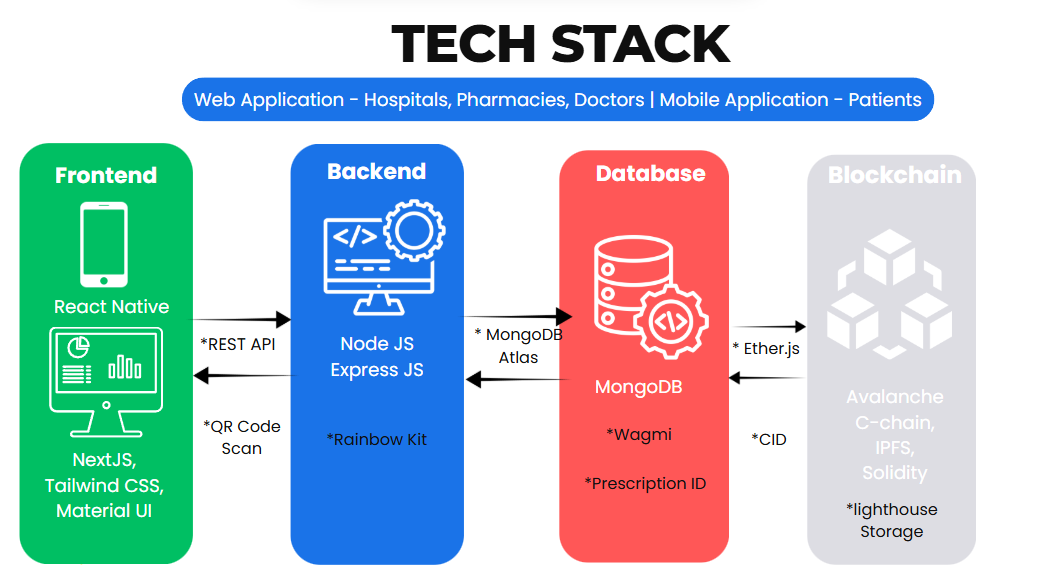 TECH STACK
Web Application - Hospitals, Pharmacies, Doctors | Mobile Application - Patients
Frontend
React Native
NextJS,
Tailwind CSS,
Material UI
*REST API
*QR Code
Scan
Backend
</>
Node JS
Express JS
*Rainbow Kit
* MongoDB
Atlas
Database
</>
MongoDB
*Wagmi
*Prescription ID
* Ether.js
*CID
Blockchain
Avalanche
C-chain,
IPFS,
Solidity
*lighthouse
Storage